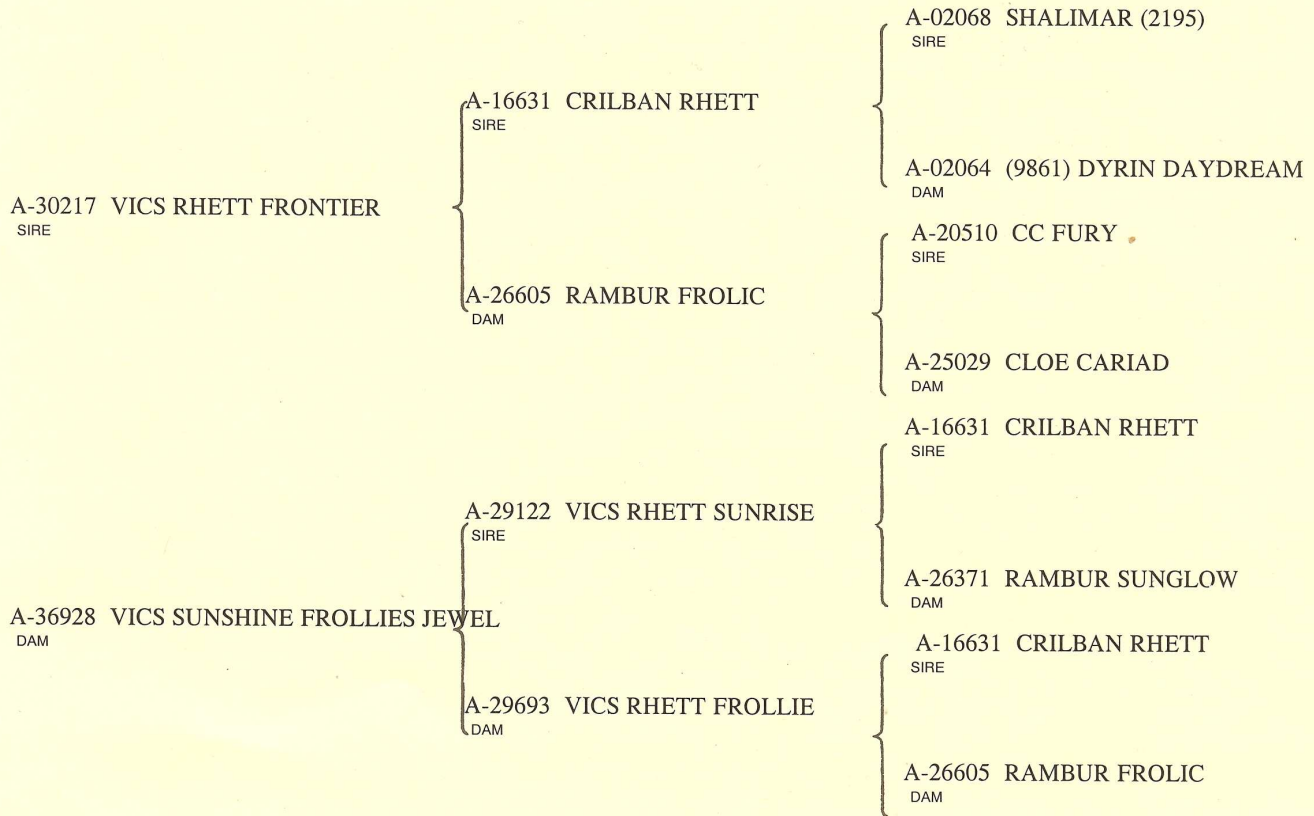 A-02068 SHALIMAR (2195)
SIRE
A-16631 CRILBAN RHETT
SIRE
A-02064 (9861) DYRIN DAYDREAM
DAM
A-30217 VICS RHETT FRONTIER
SIRE
A-20510 CC FURY
SIRE
A-26605 RAMBUR FROLIC
DAM
A-25029 CLOE CARIAD
DAM
A-16631 CRILBAN RHETT
SIRE
A-29122 VICS RHETT SUNRISE
SIRE
A-26371 RAMBUR SUNGLOW
DAM
A-36928 VICS SUNSHINE FROLLIES JEWEL
DAM
A-16631 CRILBAN RHETT
SIRE
A-29693 VICS RHETT FROLLIE
DAM
A-26605 RAMBUR FROLIC
DAM